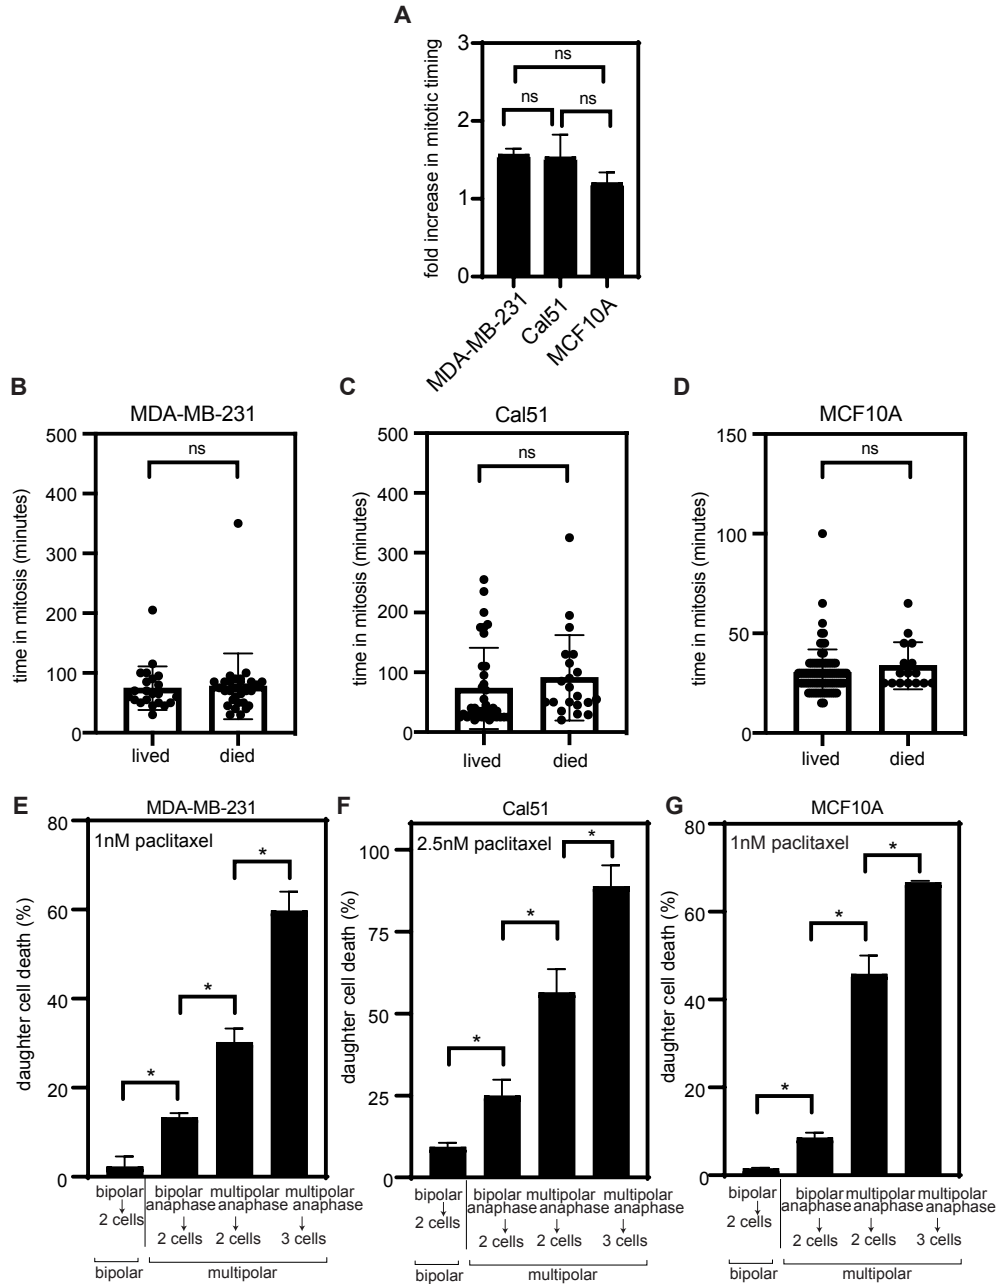 A
fold increase in mitotic timing
3
2
1
0
ns
ns
ns
MDA-MB-231
Cal51
MCF10A
B
MDA-MB-231
time in mitosis (minutes)
500
400
300
200
100
0
ns
lived
died
C
Cal51
time in mitosis (minutes)
500
400
300
200
100
0
ns
lived
died
D
MCF10A
time in mitosis (minutes)
150
100
50
0
ns
lived
died
E
MDA-MB-231
1nM paclitaxel
daughter cell death (%)
80
60
40
20
0
*
*
*
bipolar
↓
2 cells
bipolar
anaphase
↓
2 cells
multipolar
anaphase
↓
2 cells
multipolar
anaphase
↓
3 cells
bipolar
multipolar
F
Cal51
2.5nM paclitaxel
daughter cell death (%)
100
75
50
25
0
*
*
*
bipolar
↓
2 cells
bipolar
anaphase
↓
2 cells
multipolar
anaphase
↓
2 cells
multipolar
anaphase
↓
3 cells
bipolar
multipolar
G
MCF10A
1nM paclitaxel
daughter cell death (%)
80
60
40
20
0
*
*
*
bipolar
↓
2 cells
bipolar
anaphase
↓
2 cells
multipolar
anaphase
↓
2 cells
multipolar
anaphase
↓
3 cells
bipolar
multipolar